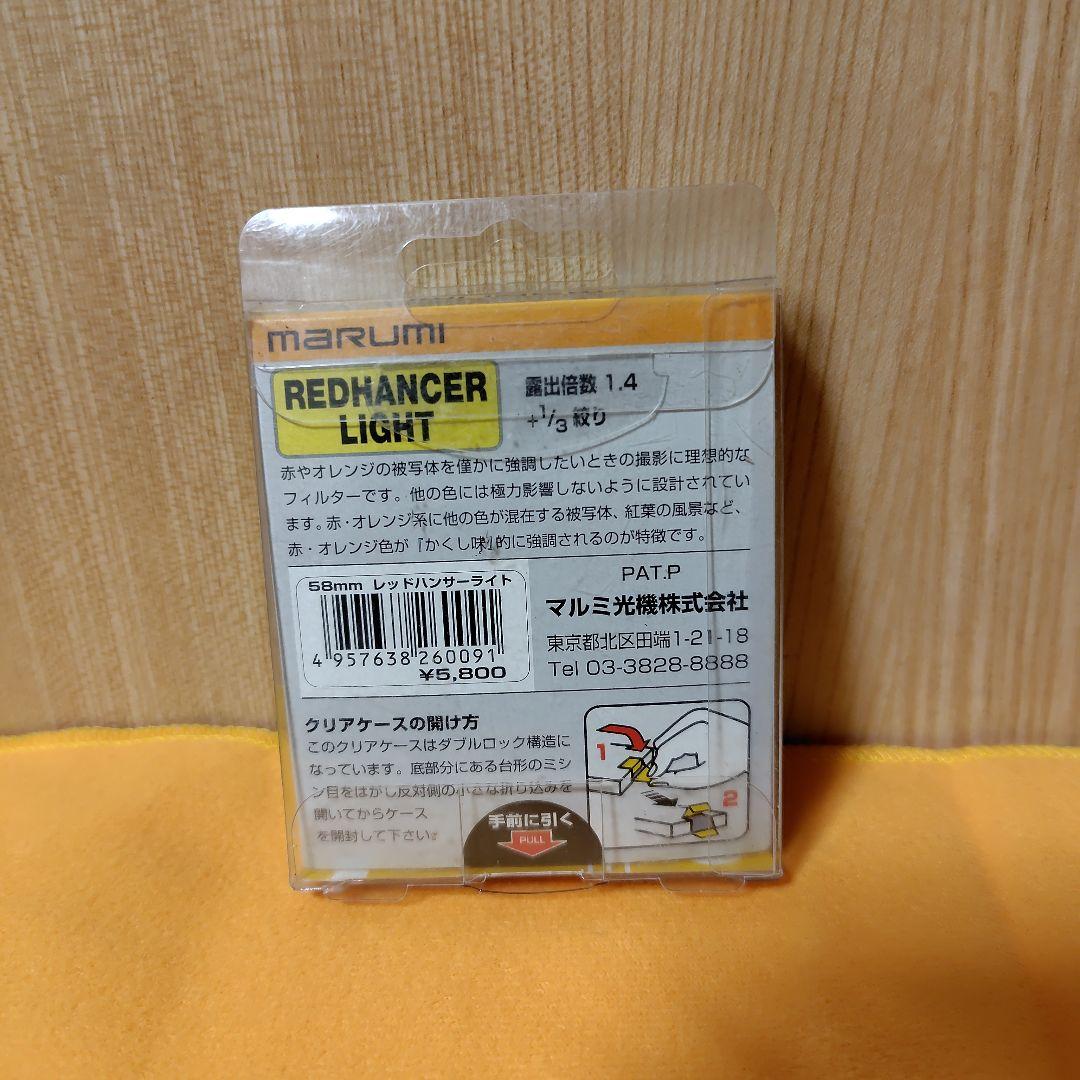 marumi
REDHANCER
LIGHT
露出倍数 1.4
+1/3 絞り
赤やオレンジの被写体を僅かに強調したいときの撮影に理想的な
フィルターです。他の色には極力影響しないように設計されてい
ます。赤・オレンジ系に他の色が混在する被写体、紅葉の風景など、
赤・オレンジ色が『かくし味』的に強調されるのが特徴です。
58mm レッドハンサーライト
4 957638 260091
¥5,800
PAT.P
マルミ光機株式会社
東京都北区田端1-21-18
Tel 03-3828-8888
クリアケースの開け方
このクリアケースはダブルロック構造に
なっています。底部分にある台形のミシ
ン目をはがし反対側の小さな折り込みを
開いてからケース
を開封して下さい。
1
2
手前に引く
PULL